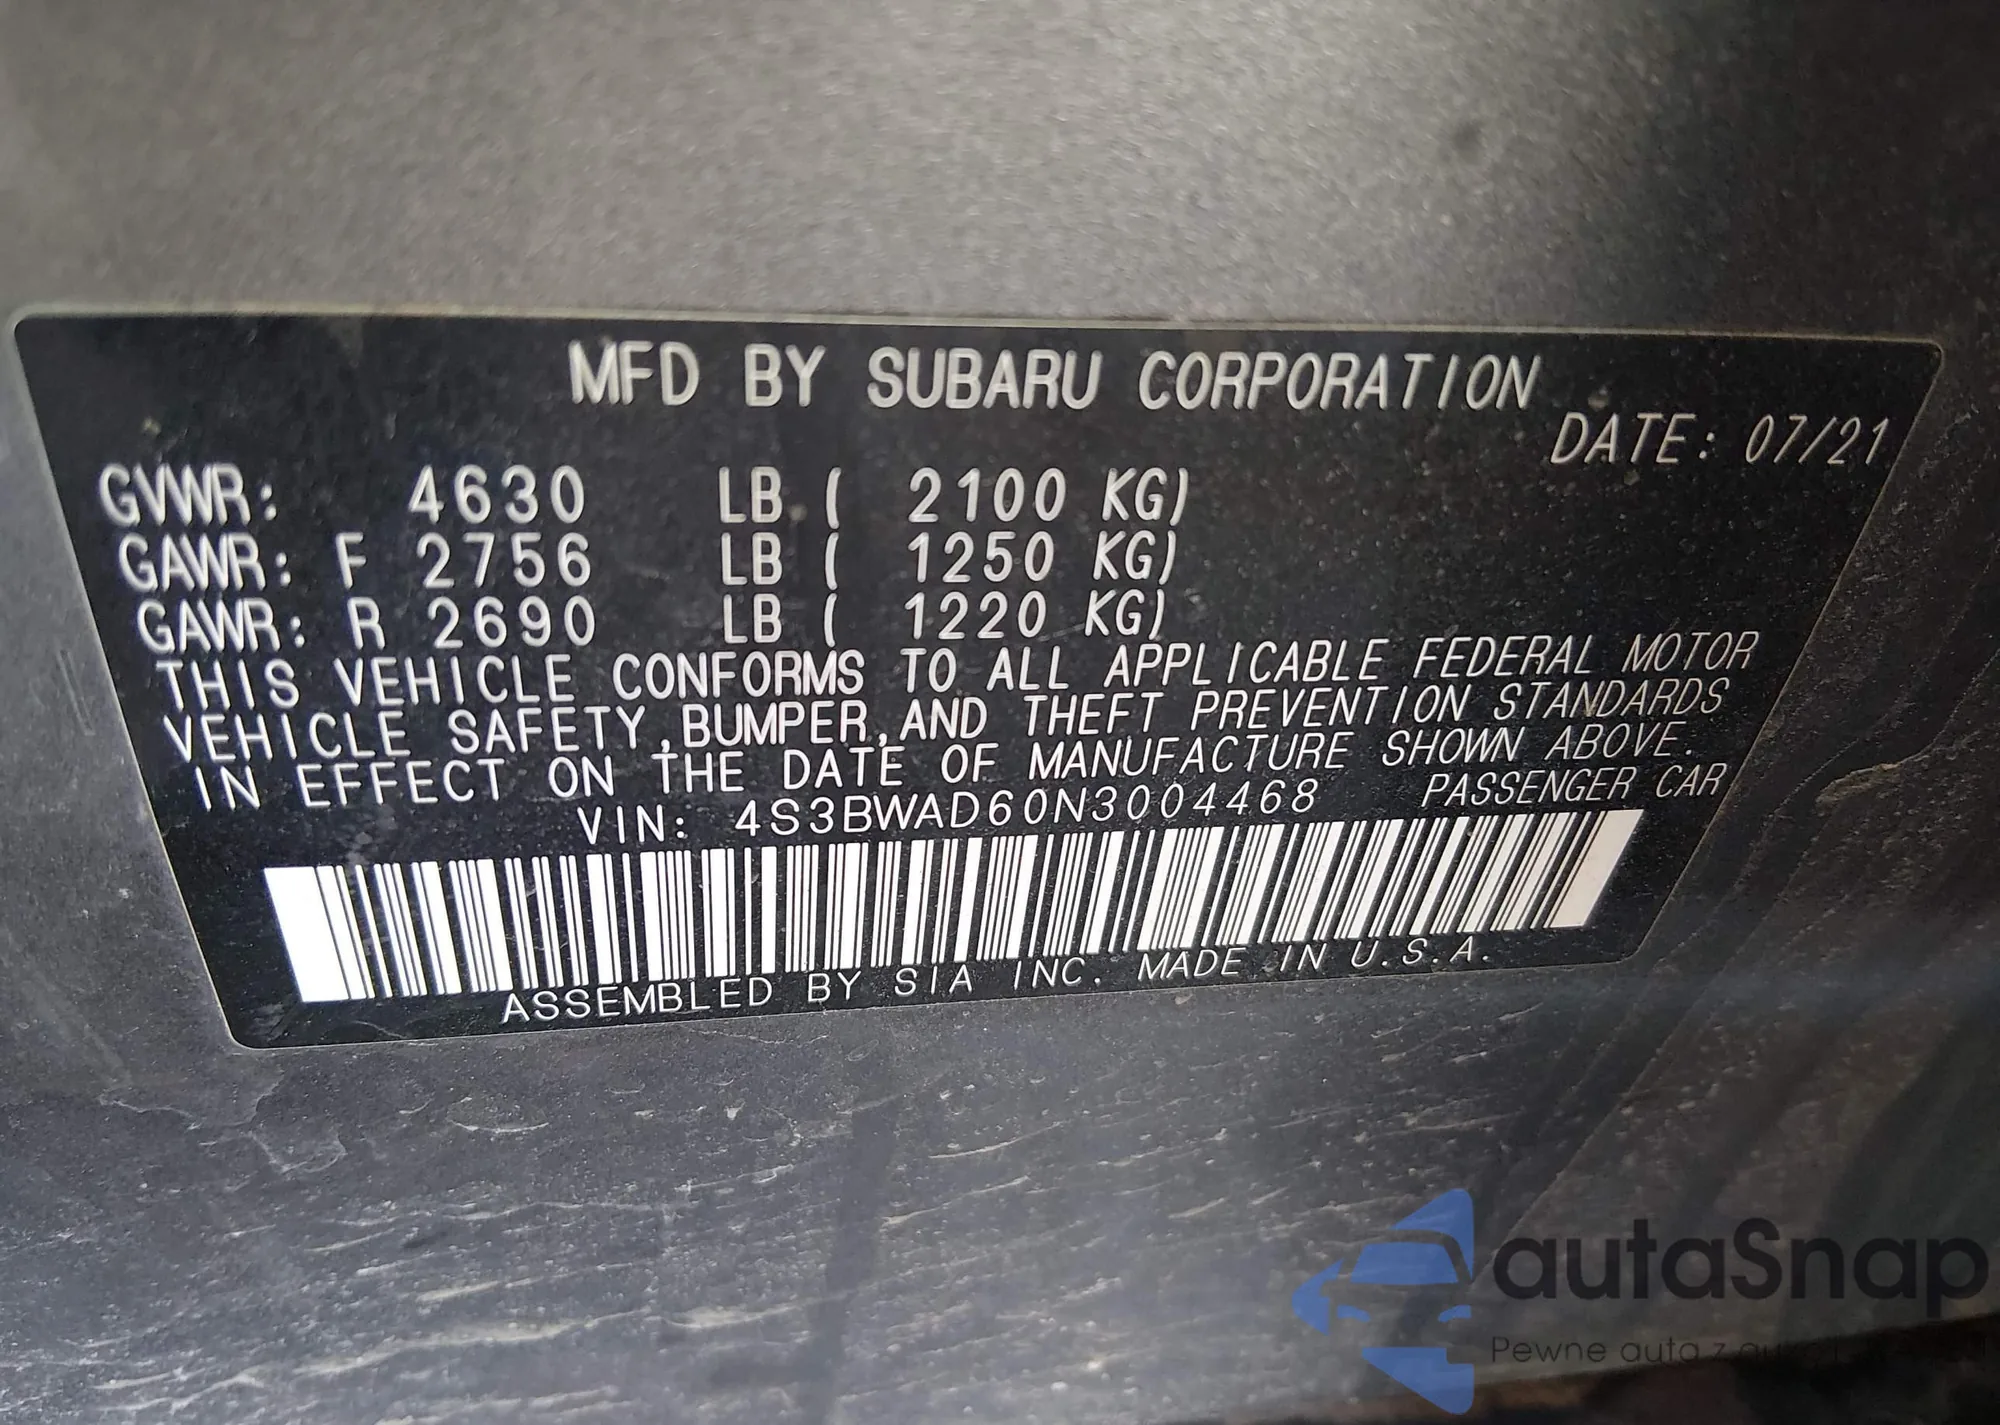 MFD BY SUBARU CORPORATION
DATE: 07/21
GVWR: 4630 LB ( 2100 KG)
GAWR: F 2756 LB ( 1250 KG)
GAWR: R 2690 LB ( 1220 KG)
THIS VEHICLE CONFORMS TO ALL APPLICABLE FEDERAL MOTOR
VEHICLE SAFETY,BUMPER,AND THEFT PREVENTION STANDARDS
IN EFFECT ON THE DATE OF MANUFACTURE SHOWN ABOVE.
VIN: 4S3BWAD60N3004468 PASSENGER CAR
ASSEMBLED BY SIA INC. MADE IN U.S.A.
autaSnap
Pewne auta z